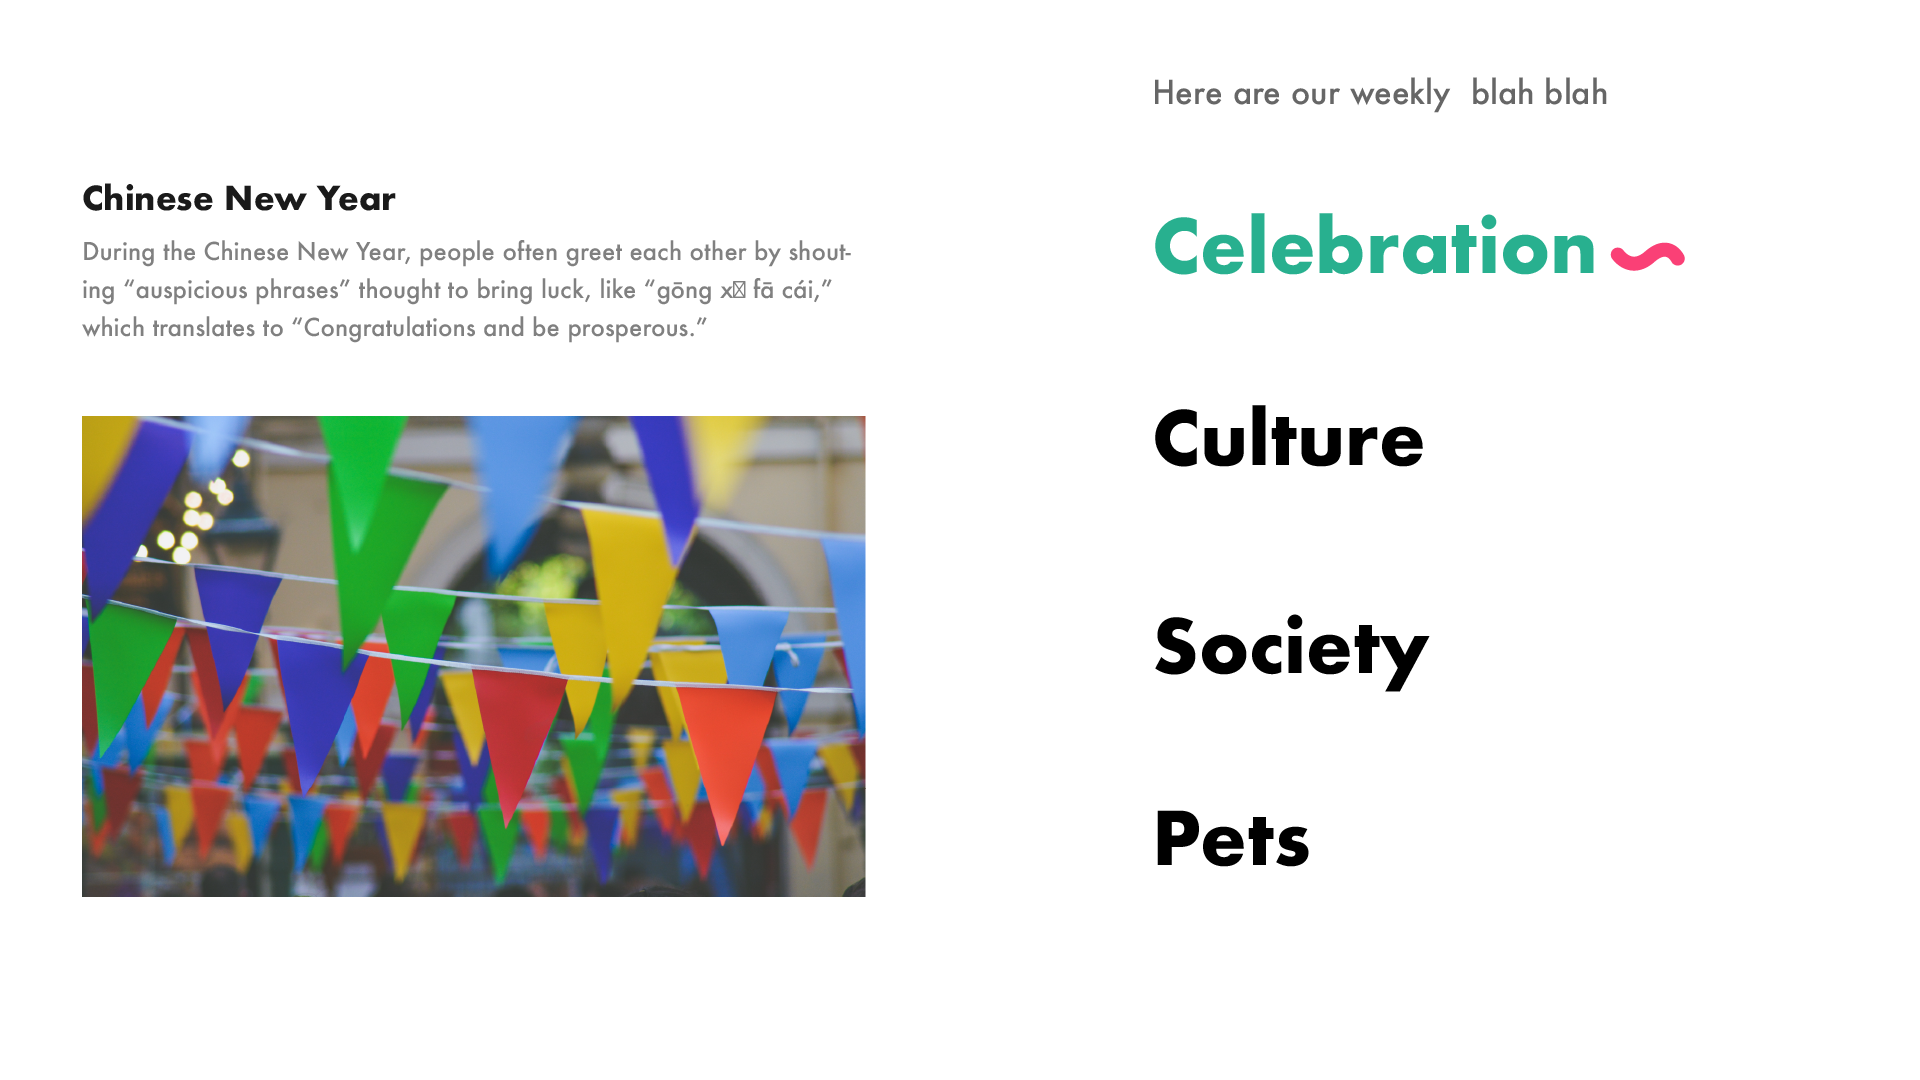 Here are our weekly  blah blah
Chinese New Year
During the Chinese New Year, people often greet each other by shout-
ing “auspicious phrases” thought to bring luck, like “gōng x▯ fā cái,”
which translates to “Congratulations and be prosperous.”
Celebration
Culture
Society
Pets